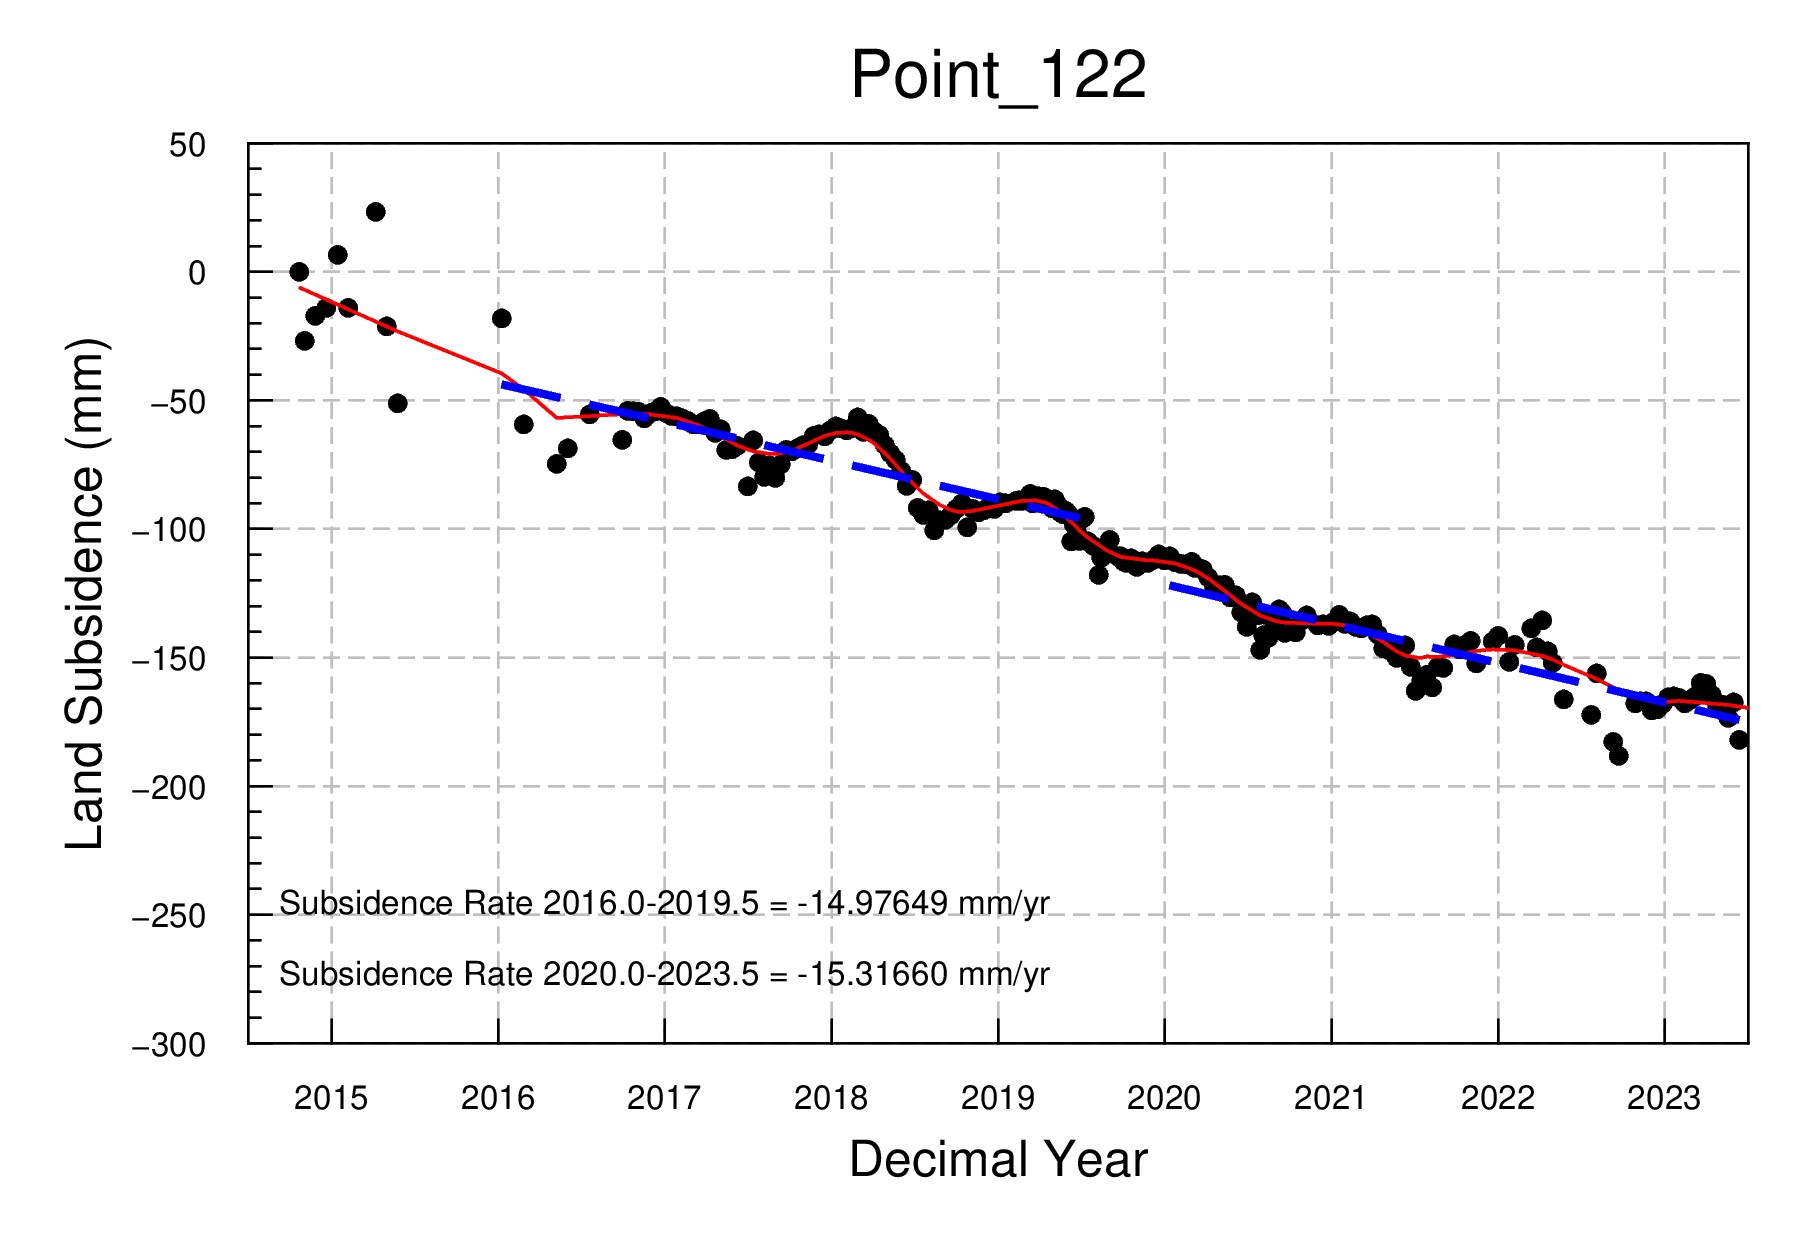 Point_122
50
0
−50
−100
−150
−200
−250
−300
Land Subsidence (mm)
Subsidence Rate 2016.0-2019.5 = -14.97649 mm/yr
Subsidence Rate 2020.0-2023.5 = -15.31660 mm/yr
2015 2016 2017 2018 2019 2020 2021 2022 2023
Decimal Year